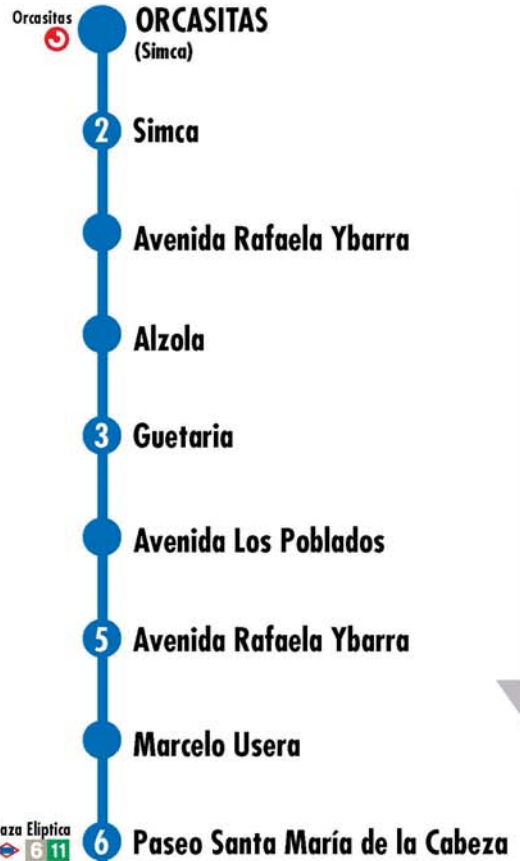 Orcasitas
ORCASITAS
(Simca)
2 Simca
Avenida Rafaela Ybarra
Alzola
3 Guetaria
Avenida Los Poblados
5 Avenida Rafaela Ybarra
Marcelo Usera
aza Elíptica
6 11
6 Paseo Santa María de la Cabeza